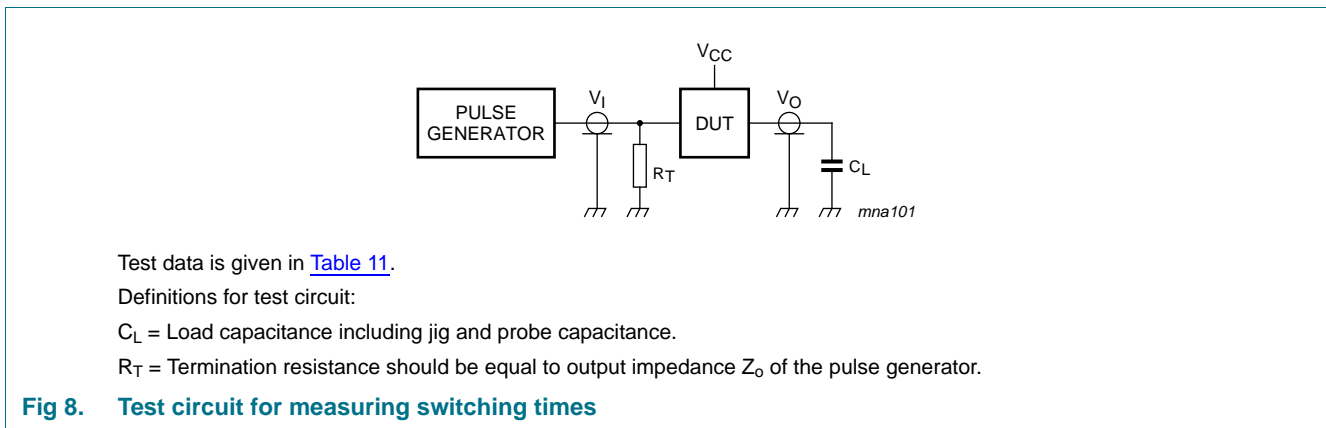 VCC
PULSE
GENERATOR
VI
DUT
VO
RT
CL
mna101
Test data is given in Table 11.
Definitions for test circuit:
CL = Load capacitance including jig and probe capacitance.
RT = Termination resistance should be equal to output impedance Zo of the pulse generator.
Fig 8. Test circuit for measuring switching times